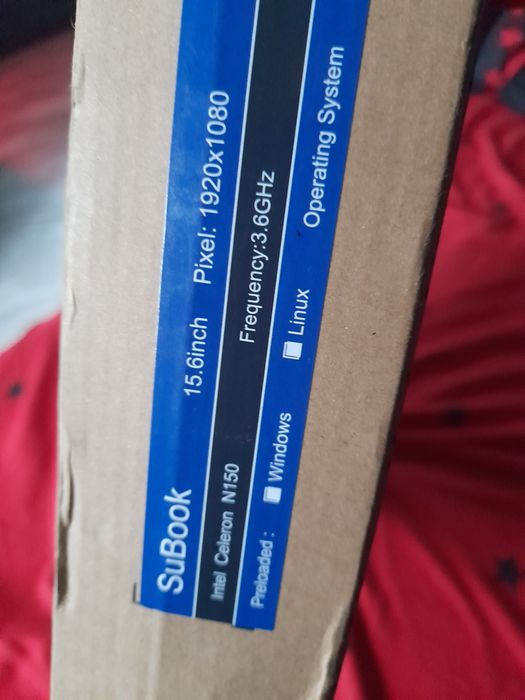 SuBook 15.6inch Pixel: 1920x1080
Intel Celeron N150 Frequency:3.6GHz
Preloaded : Windows Linux Operating System